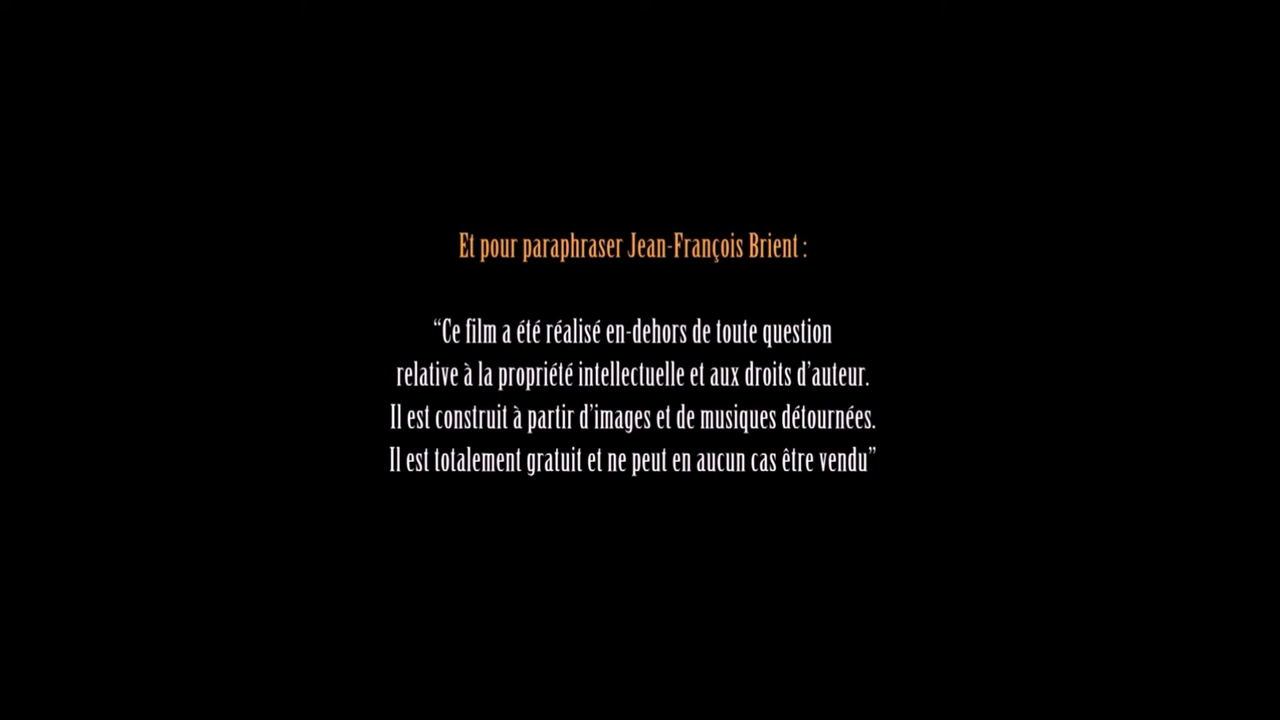 Et pour paraphraser Jean-François Brient :
“Ce film a été réalisé en-dehors de toute question
relative à la propriété intellectuelle et aux droits d’auteur.
Il est construit à partir d’images et de musiques détournées.
Il est totalement gratuit et ne peut en aucun cas être vendu”